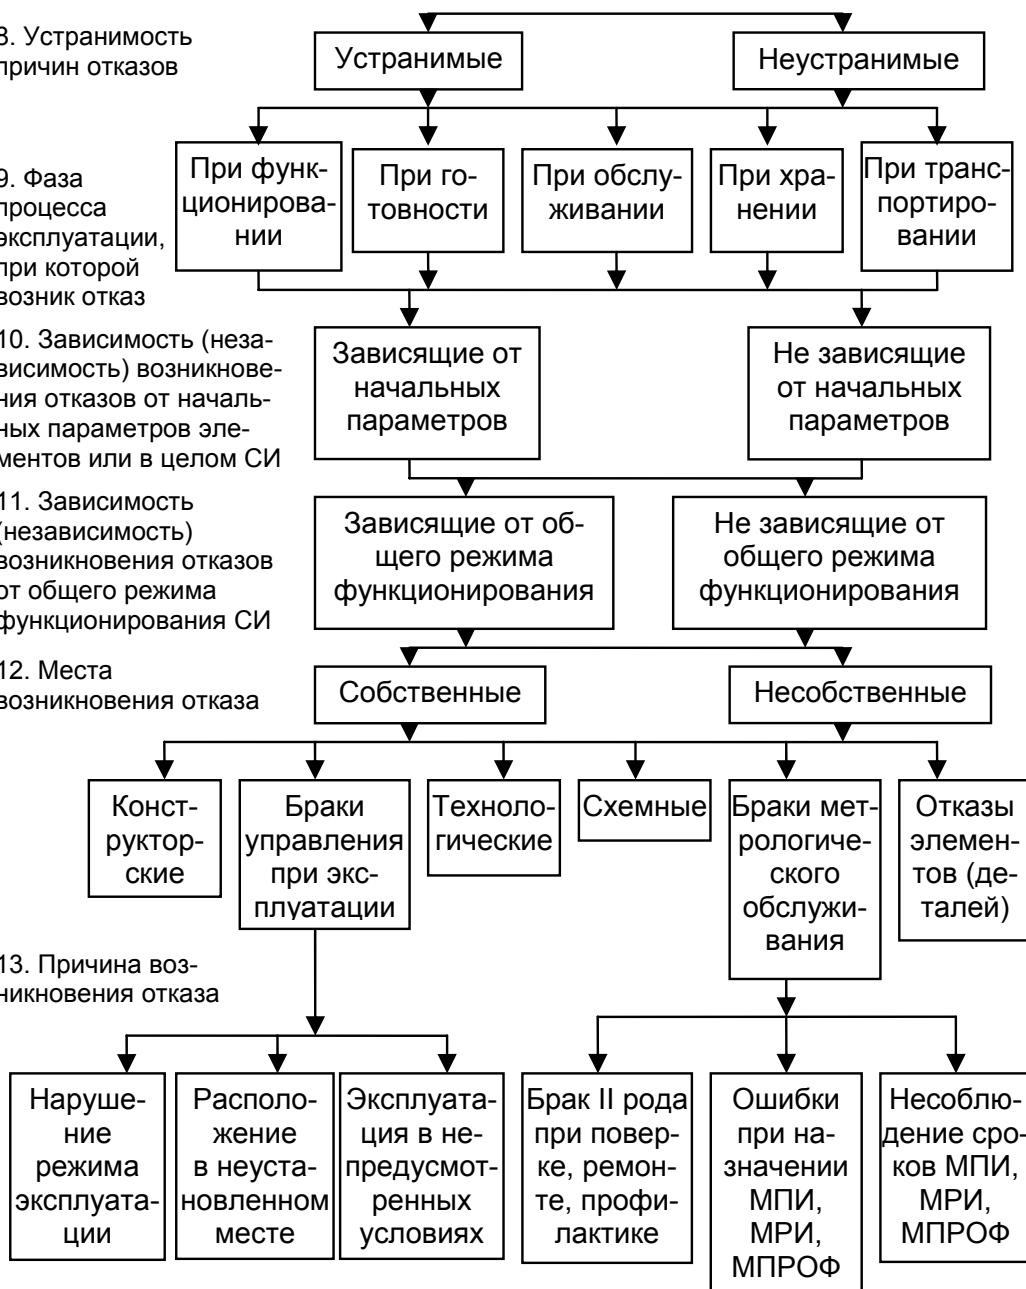 8. Устранимость
причин отказов
Устранимые
Неустранимые
9. Фаза
процесса
эксплуатации,
при которой
возник отказ
При функ-
ционирова-
нии
При го-
товности
При обслу-
живании
При хра-
нении
При транс-
портиро-
вании
10. Зависимость (неза-
висимость) возникнове-
ния отказов от началь-
ных параметров эле-
ментов или в целом СИ
Зависящие от
начальных
параметров
Не зависящие
от начальных
параметров
11. Зависимость
(независимость)
возникновения отказов
от общего режима
функционирования СИ
Зависящие от об-
щего режима
функционирования
Не зависящие от
общего режима
функционирования
12. Места
возникновения отказа
Собственные
Несобственные
Конст-
руктор-
ские
Браки
управления
при экс-
плуатации
Техноло-
гические
Схемные
Браки мет-
рологиче-
ского
обслужи-
вания
Отказы
элемен-
тов (де-
талей)
13. Причина воз-
никновения отказа
Наруше-
ние
режима
эксплуата-
ции
Располо-
жение
в неуста-
новленном
месте
Эксплуата-
ция в не-
предусмот-
ренных
условиях
Брак II рода
при повер-
ке, ремон-
те, профи-
лактике
Ошибки
при на-
значении
МПИ,
МРИ,
МПРОФ
Несоблю-
дение сро-
ков МПИ,
МРИ,
МПРОФ